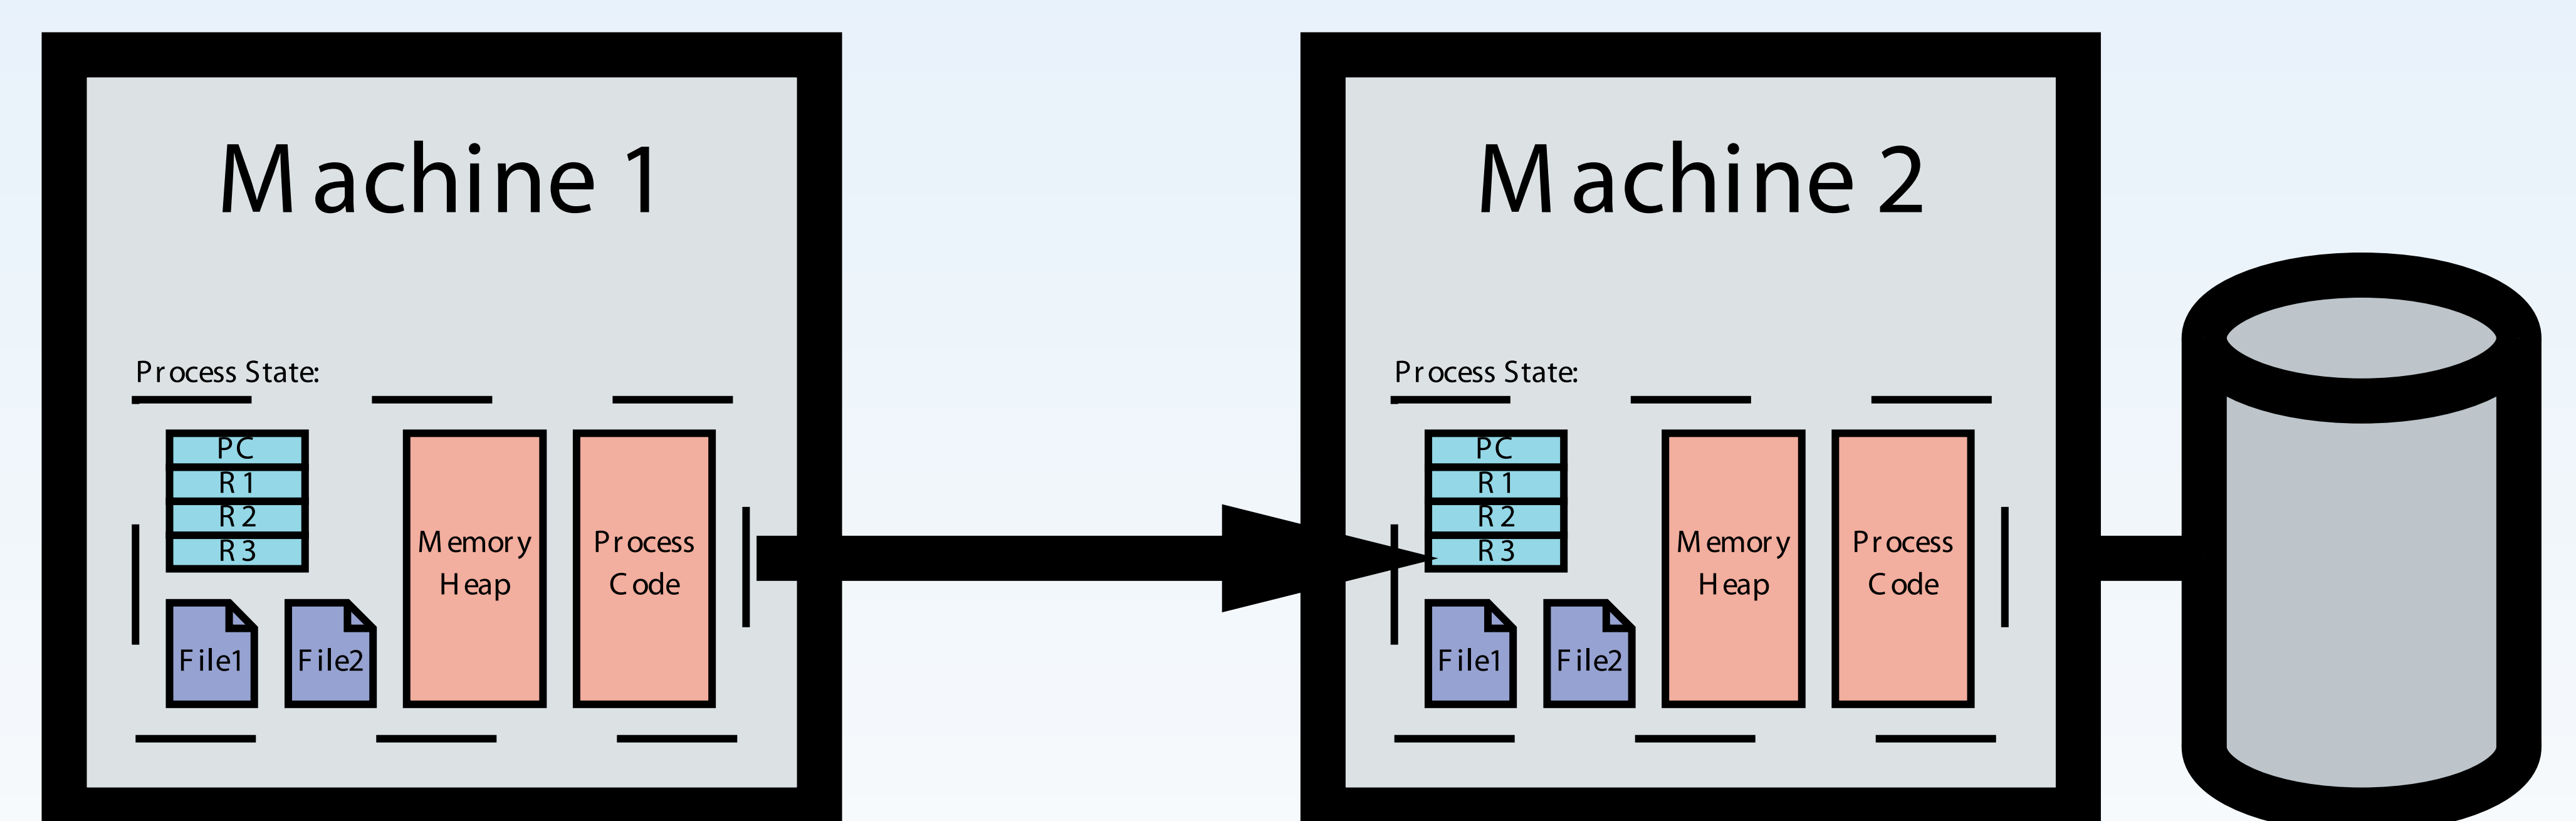 Machine 1
Process State:
PC
R1
R2
R3
Memory
Heap
Process
Code
File1
File2
Machine 2
Process State:
PC
R1
R2
R3
Memory
Heap
Process
Code
File1
File2